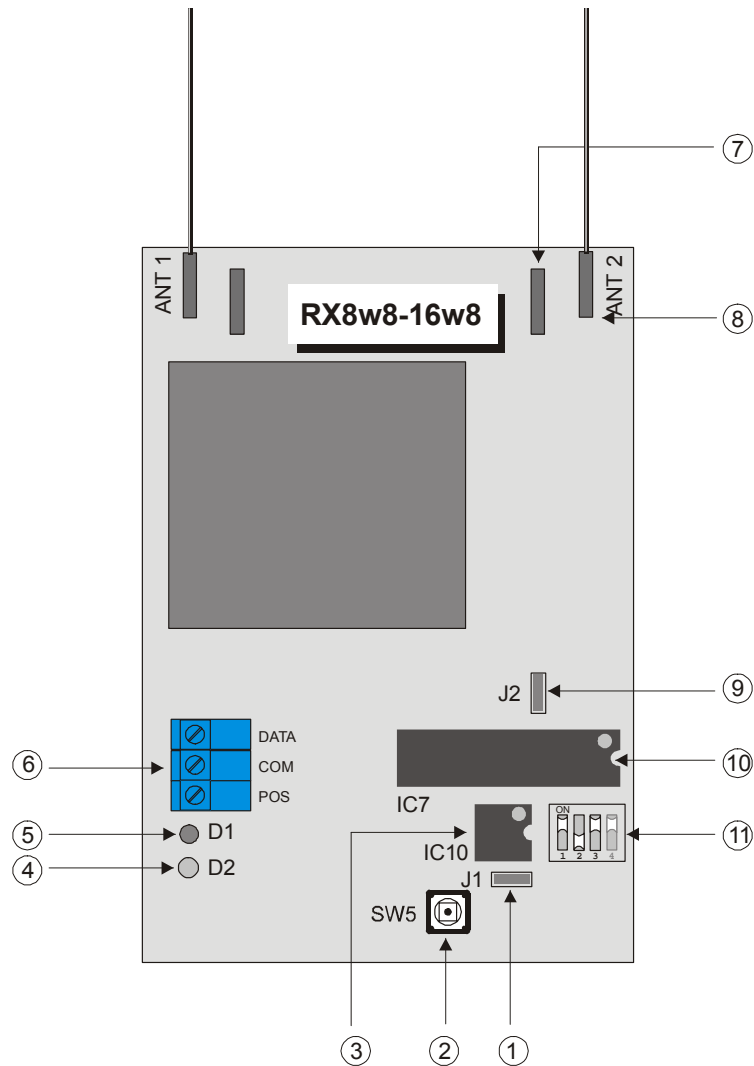 7
ANT 1
ANT 2
RX8w8-16w8
8
J2
9
DATA
6
COM
10
POS
IC7
ON
5
D1
11
IC10
1 2 3 4
4
D2
J1
SW5
3
2
1